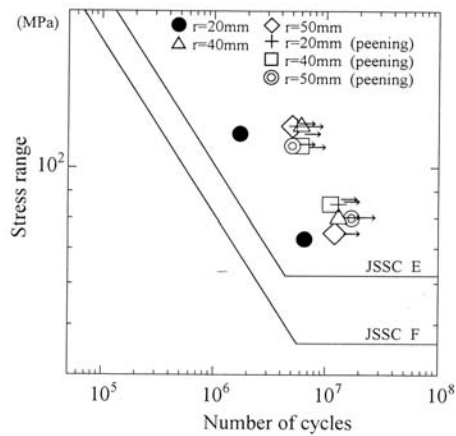 (MPa)
r=20mm r=50mm
r=40mm r=20mm (peening)
r=40mm (peening)
r=50mm (peening)
Stress range
10²
JSSC E
JSSC F
10⁵ 10⁶ 10⁷ 10⁸
Number of cycles